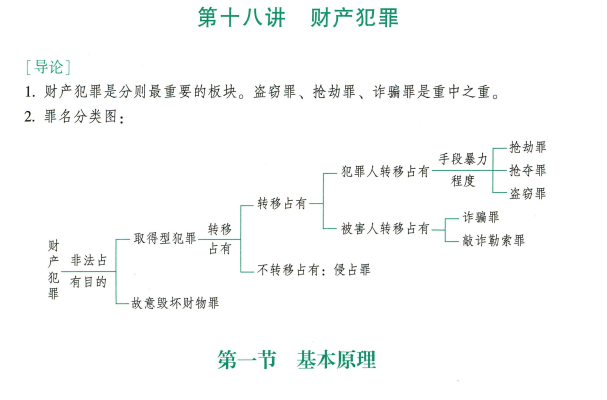 第十八讲 财产犯罪
［导论］
1. 财产犯罪是分则最重要的板块。盗窃罪、抢劫罪、诈骗罪是重中之重。
2. 罪名分类图：
财产犯罪
非法占有目的
取得型犯罪
转移占有
转移占有
犯罪人转移占有
手段暴力程度
抢劫罪
抢夺罪
盗窃罪
被害人转移占有
诈骗罪
敲诈勒索罪
不转移占有：侵占罪
故意毁坏财物罪
第一节 基本原理